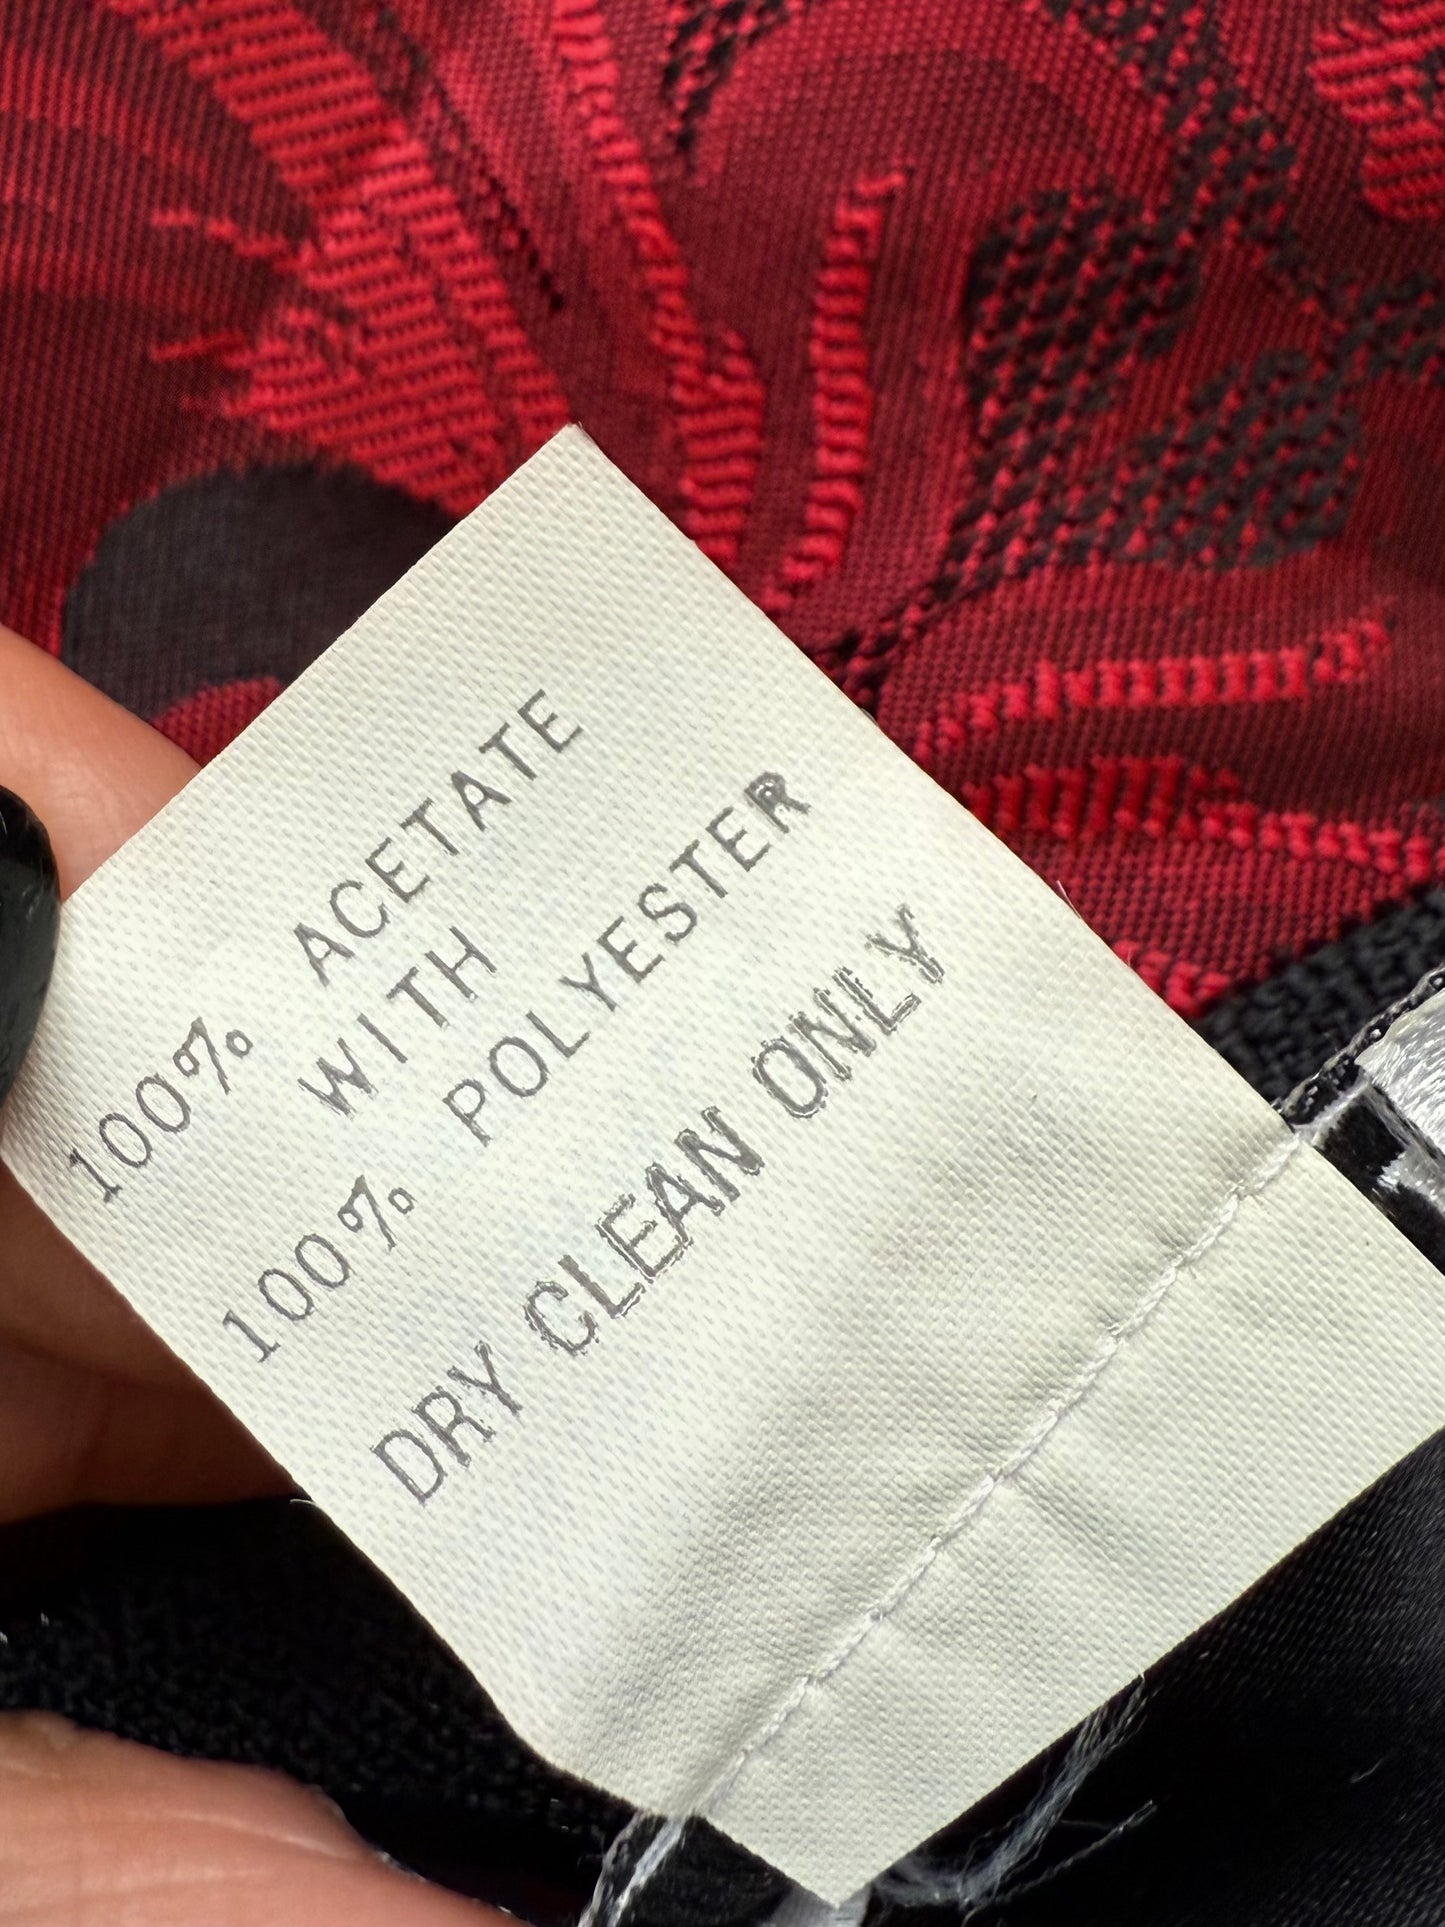 100% ACETATE
WITH
100% POLYESTER
DRY CLEAN ONLY